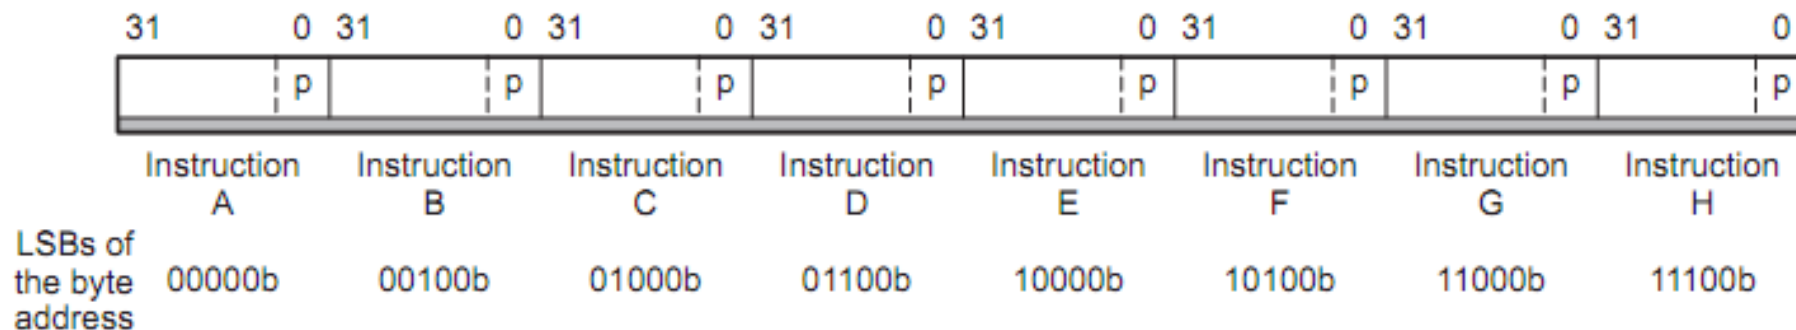 31 0 31 0 31 0 31 0 31 0 31 0 31 0 31 0
p p p p p p p p
Instruction Instruction Instruction Instruction Instruction Instruction Instruction Instruction
A B C D E F G H
LSBs of
the byte 00000b 00100b 01000b 01100b 10000b 10100b 11000b 11100b
address